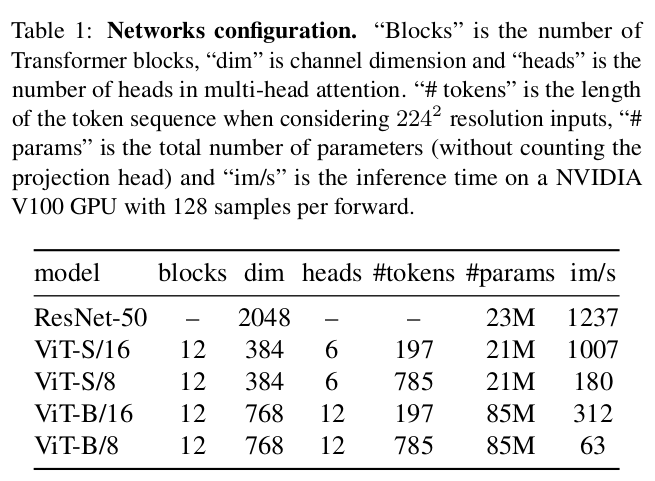 Table 1: Networks configuration. “Blocks” is the number of
Transformer blocks, “dim” is channel dimension and “heads” is the
number of heads in multi-head attention. “# tokens” is the length
of the token sequence when considering 224² resolution inputs, “#
params” is the total number of parameters (without counting the
projection head) and “im/s” is the inference time on a NVIDIA
V100 GPU with 128 samples per forward.
model blocks dim heads #tokens #params im/s
ResNet-50 – 2048 – – 23M 1237
ViT-S/16 12 384 6 197 21M 1007
ViT-S/8 12 384 6 785 21M 180
ViT-B/16 12 768 12 197 85M 312
ViT-B/8 12 768 12 785 85M 63